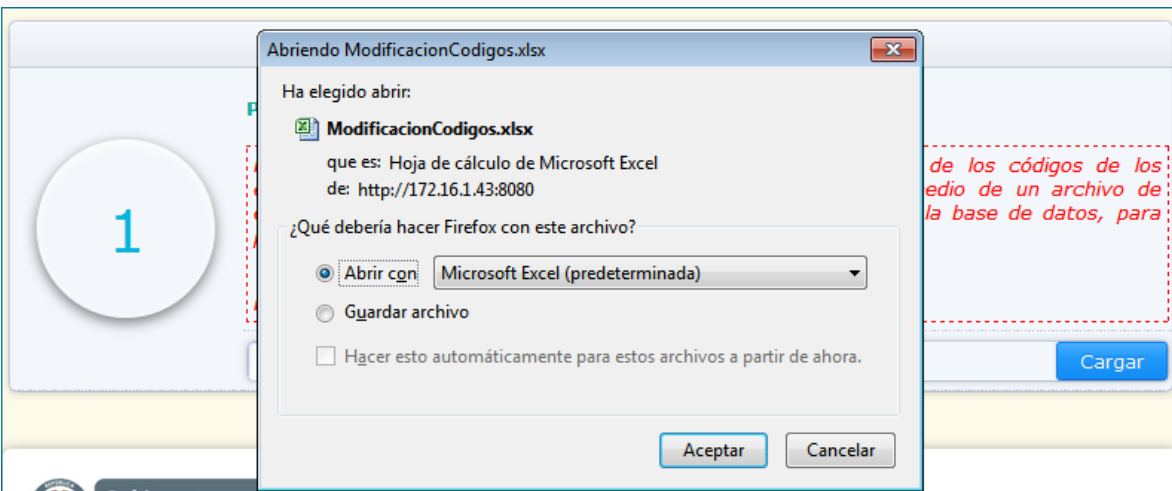 Abriendo ModificacionCodigos.xlsx
Ha elegido abrir:
ModificacionCodigos.xlsx
que es: Hoja de cálculo de Microsoft Excel
de: http://172.16.1.43:8080
de los códigos de los
medio de un archivo de
la base de datos, para
¿Qué debería hacer Firefox con este archivo?
1
Abrir con Microsoft Excel (predeterminada)
Guardar archivo
Hacer esto automáticamente para estos archivos a partir de ahora.
Cargar
Aceptar Cancelar